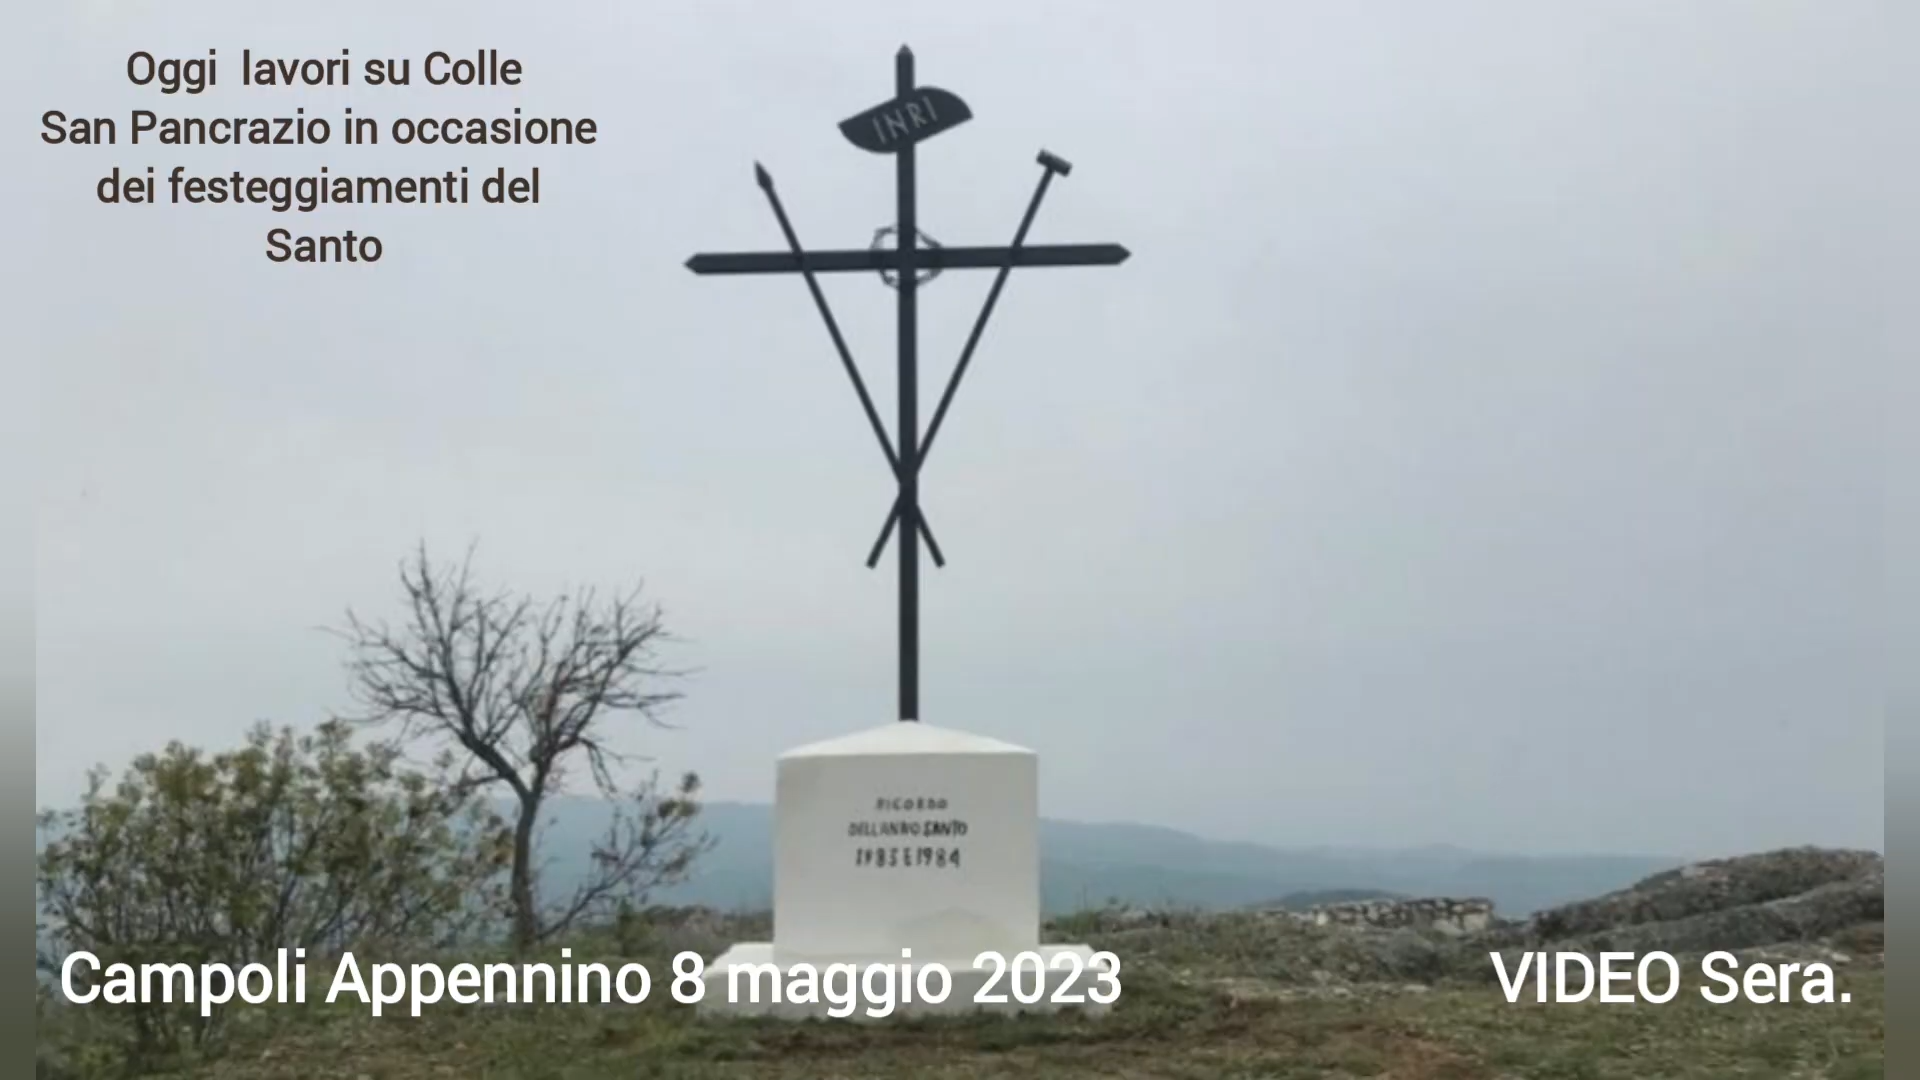 Oggi lavori su Colle
San Pancrazio in occasione
dei festeggiamenti del
Santo
INRI
RICORDO
DELL'ANNO SANTO
1983 E 1984
Campoli Appennino 8 maggio 2023
VIDEO Sera.